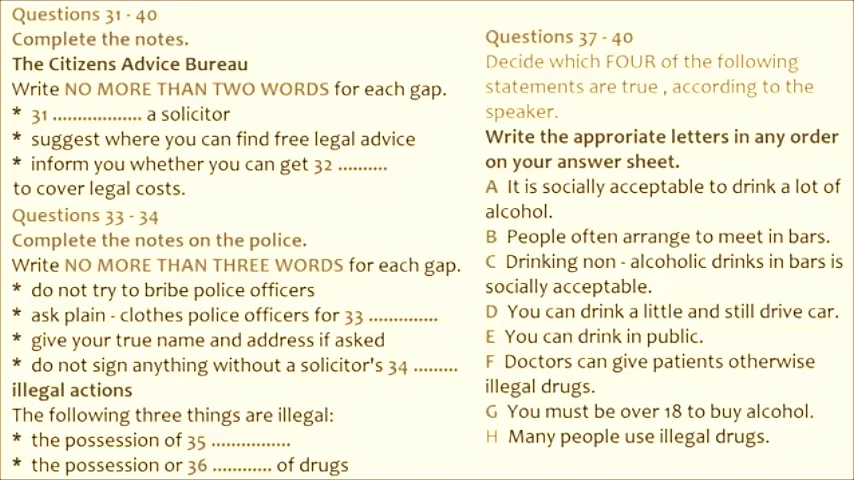 Questions 31 - 40
Complete the notes.
The Citizens Advice Bureau
Write NO MORE THAN TWO WORDS for each gap.
* 31 .................. a solicitor
* suggest where you can find free legal advice
* inform you whether you can get 32 ..........
to cover legal costs.
Questions 33 - 34
Complete the notes on the police.
Write NO MORE THAN THREE WORDS for each gap.
* do not try to bribe police officers
* ask plain - clothes police officers for 33 ..............
* give your true name and address if asked
* do not sign anything without a solicitor's 34 .........
illegal actions
The following three things are illegal:
* the possession of 35 ................
* the possession or 36 ............ of drugs
Questions 37 - 40
Decide which FOUR of the following
statements are true , according to the
speaker.
Write the approriate letters in any order
on your answer sheet.
A It is socially acceptable to drink a lot of
alcohol.
B People often arrange to meet in bars.
C Drinking non - alcoholic drinks in bars is
socially acceptable.
D You can drink a little and still drive car.
E You can drink in public.
F Doctors can give patients otherwise
illegal drugs.
G You must be over 18 to buy alcohol.
H Many people use illegal drugs.